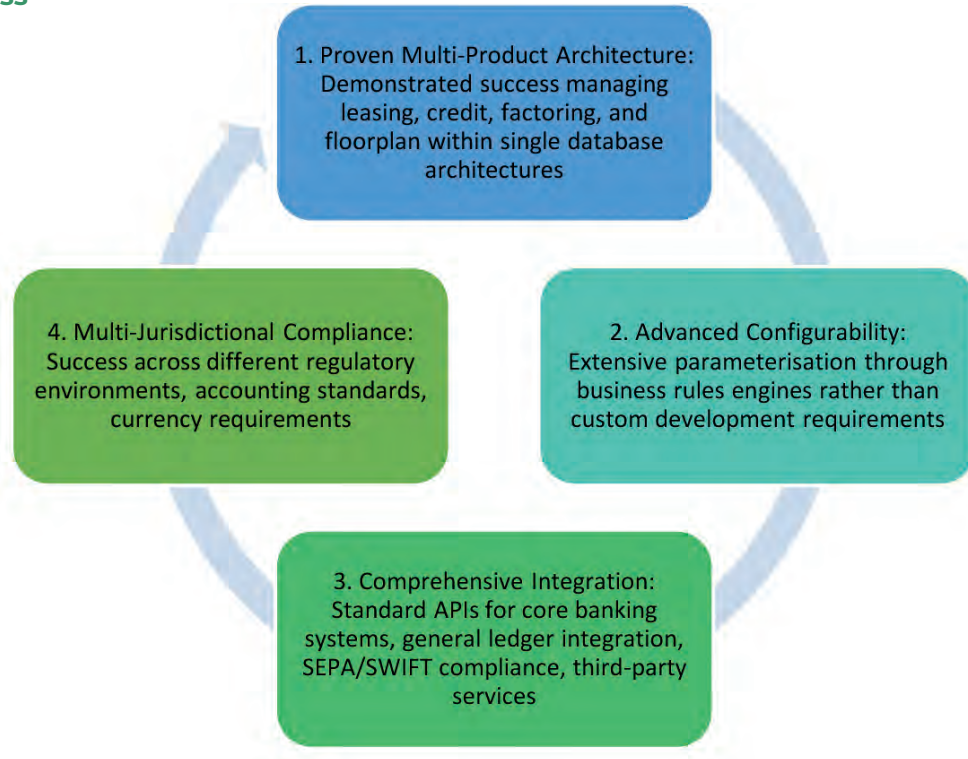 1. Proven Multi-Product Architecture:
Demonstrated success managing
leasing, credit, factoring, and
floorplan within single database
architectures
2. Advanced Configurability:
Extensive parameterisation through
business rules engines rather than
custom development requirements
3. Comprehensive Integration:
Standard APIs for core banking
systems, general ledger integration,
SEPA/SWIFT compliance, third-party
services
4. Multi-Jurisdictional Compliance:
Success across different regulatory
environments, accounting standards,
currency requirements